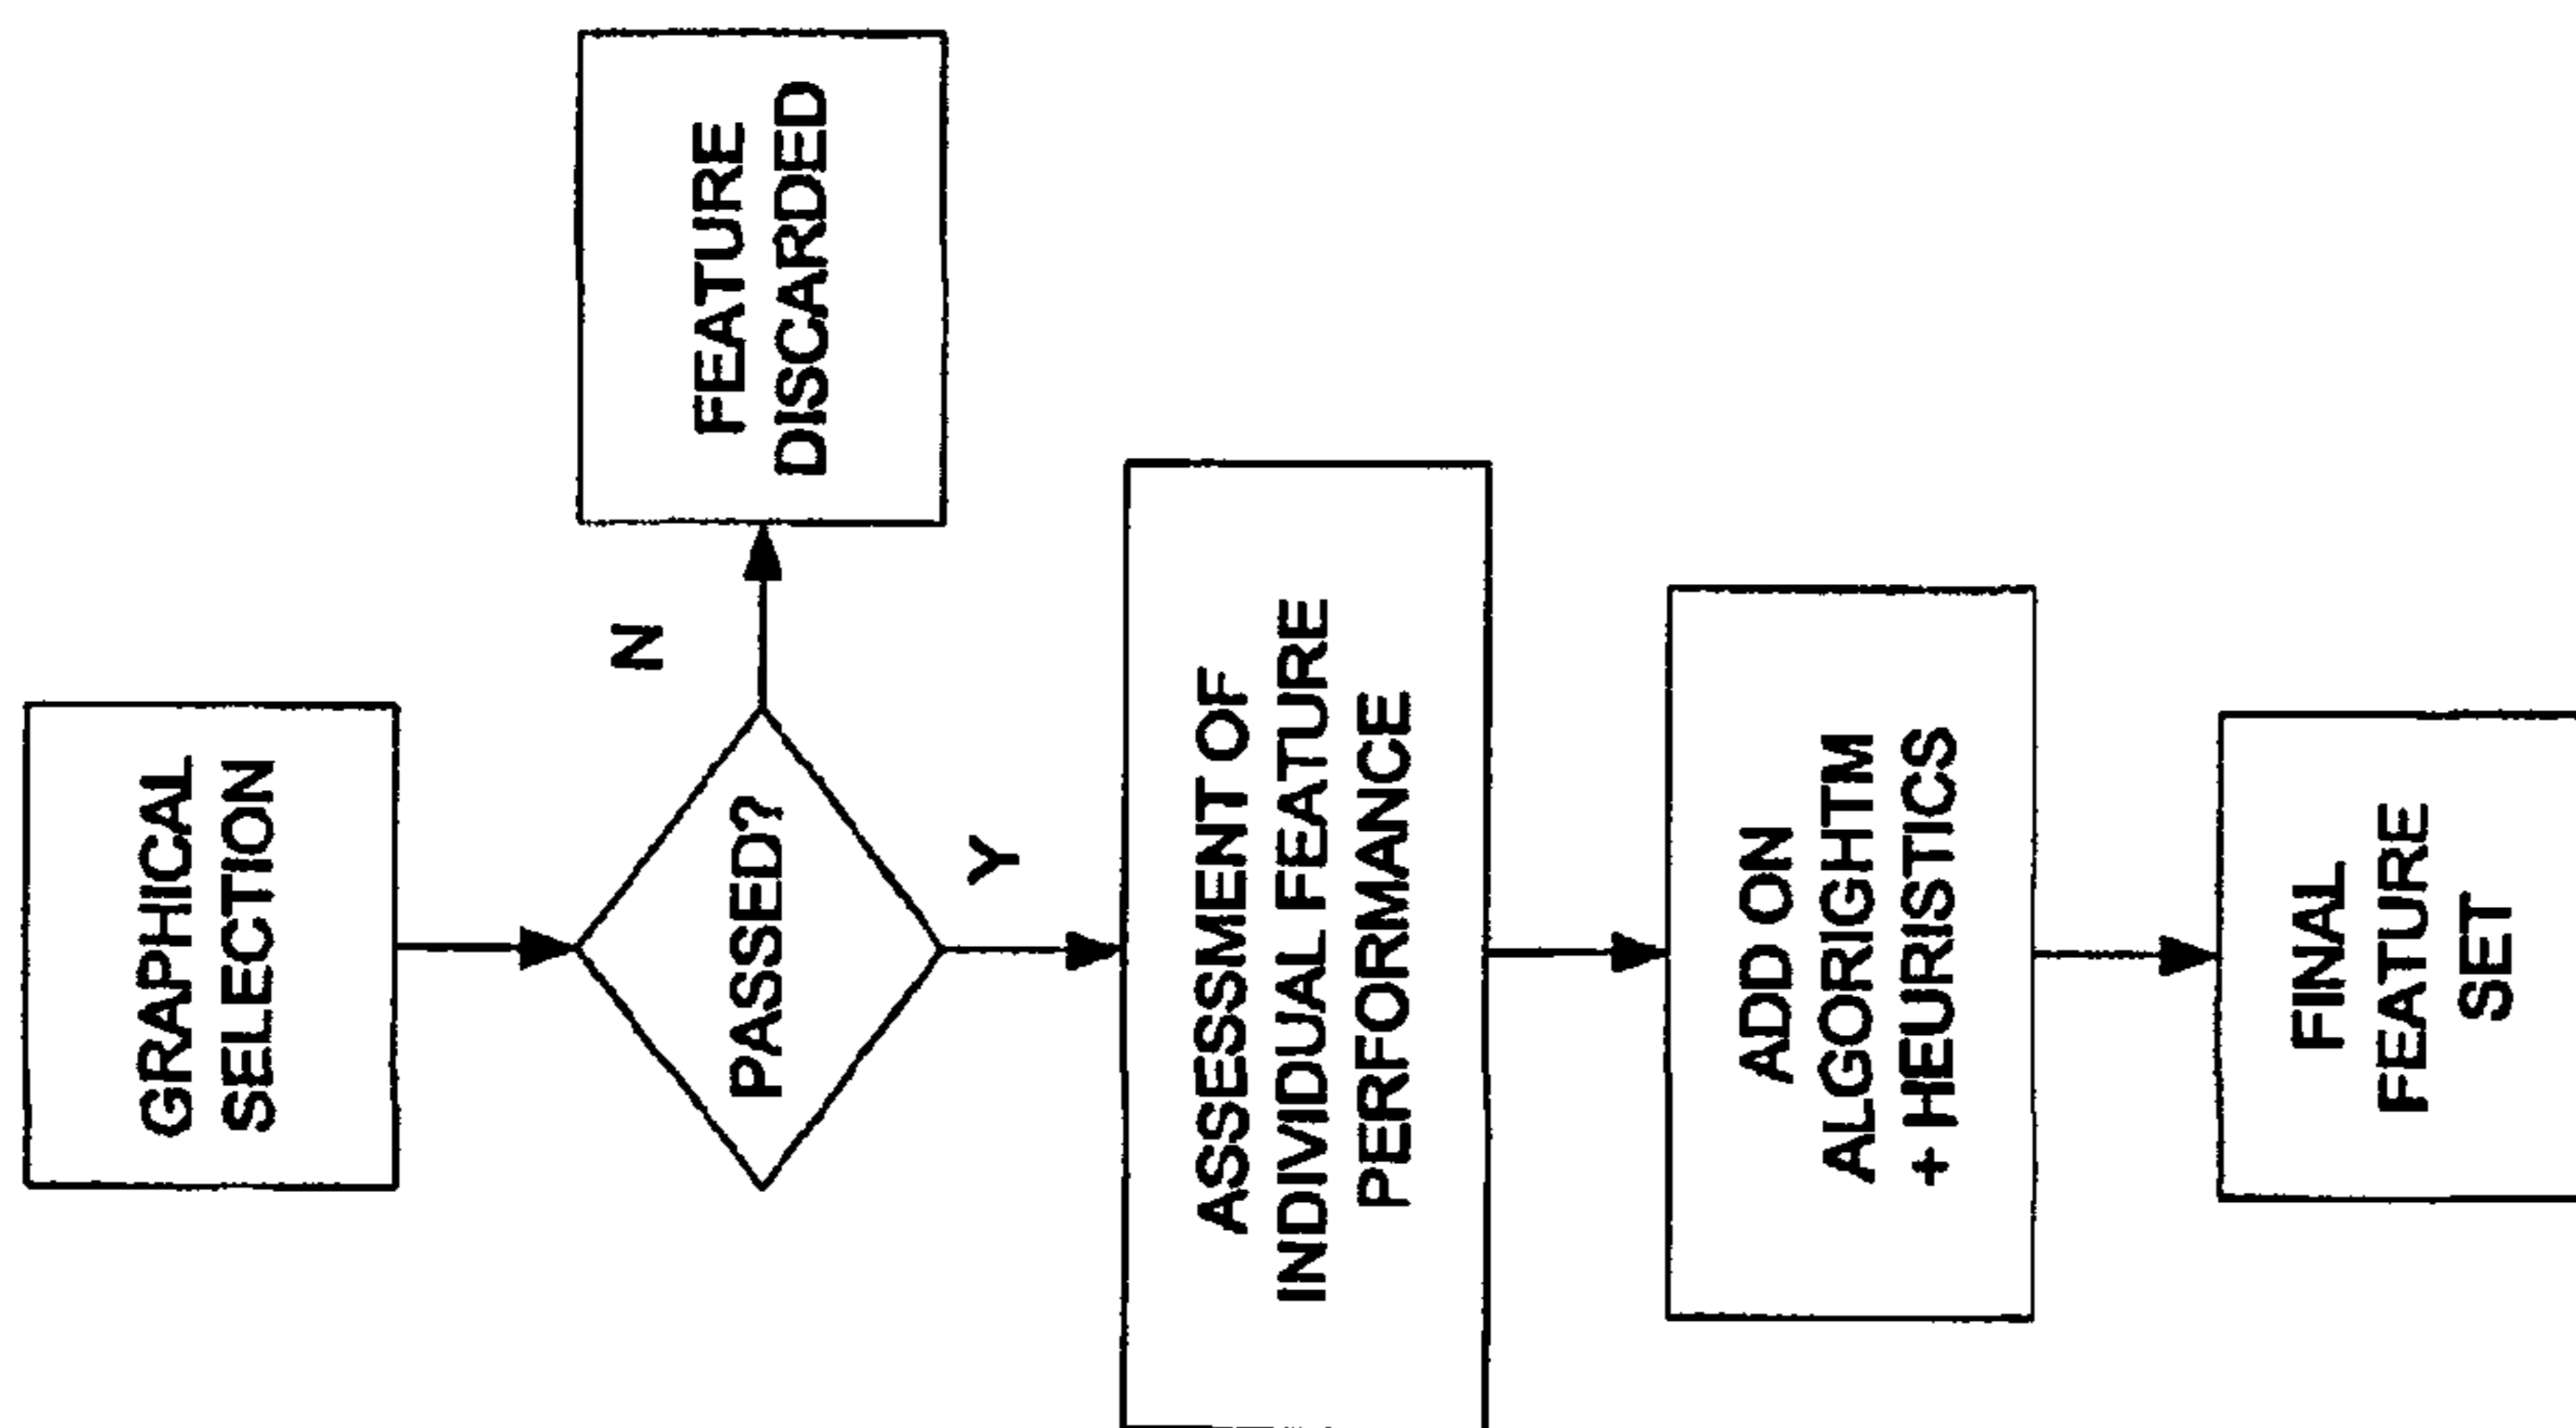 GRAPHICAL
SELECTION
PASSED?
N
FEATURE
DISCARDED
Y
ASSESSMENT OF
INDIVIDUAL FEATURE
PERFORMANCE
ADD ON
ALGORIGHTM
+ HEURISTICS
FINAL
FEATURE
SET